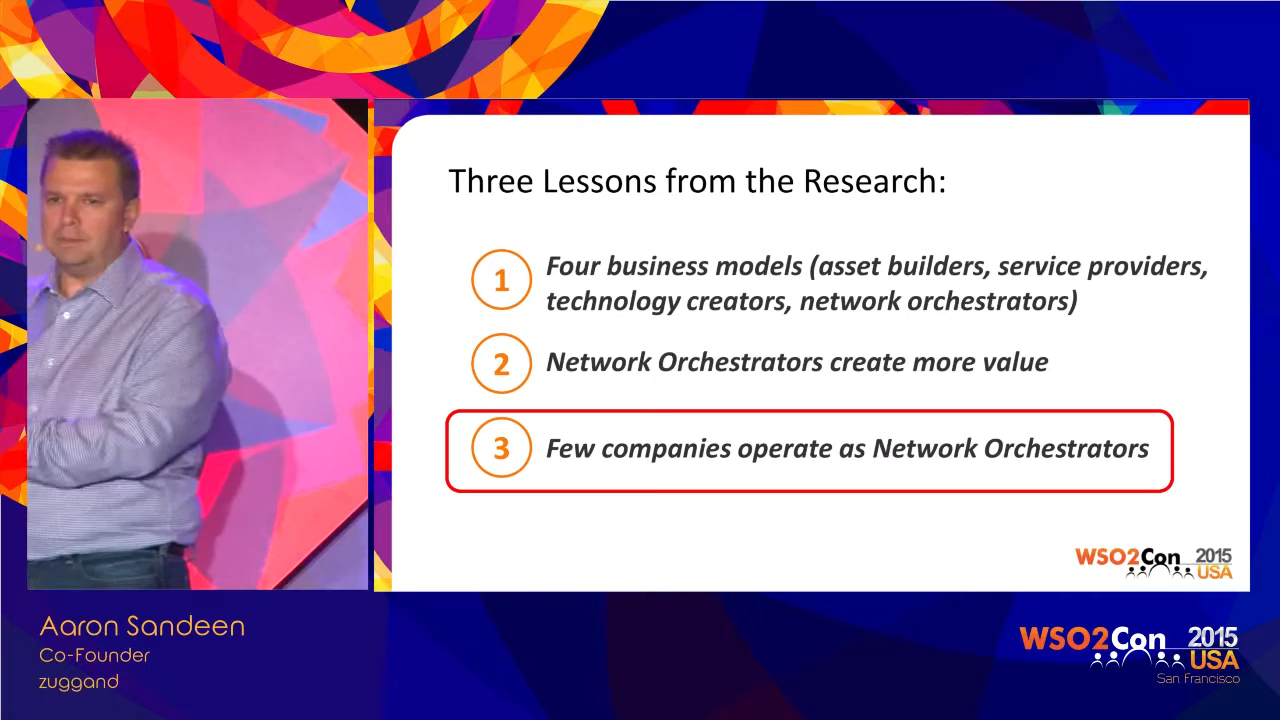 Three Lessons from the Research:
1 Four business models (asset builders, service providers,
technology creators, network orchestrators)
2 Network Orchestrators create more value
3 Few companies operate as Network Orchestrators
WSO2Con 2015
USA
Aaron Sandeen
Co-Founder
zuggand
WSO2Con 2015
USA
San Francisco